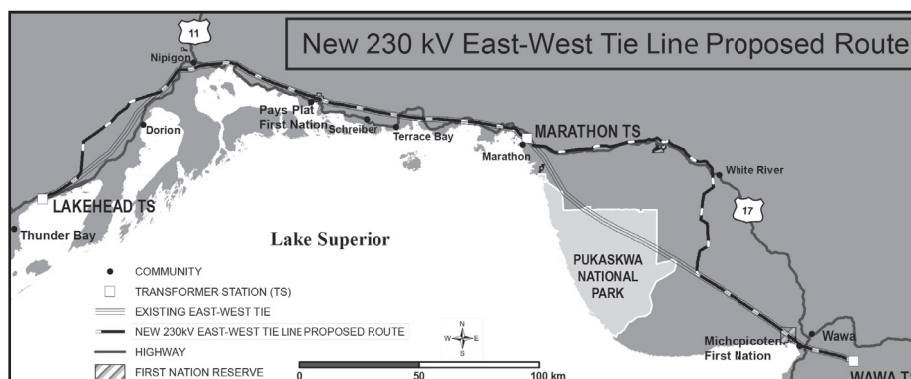 New 230 kV East-West Tie Line Proposed Route
11
Nipigon
Pays Plat
First Nation
Schreiber
Terrace Bay
Dorion
MARATHON TS
Marathon
White River
17
LAKEHEAD TS
Thunder Bay
Lake Superior
PUKASKWA
NATIONAL
PARK
COMMUNITY
TRANSFORMER STATION (TS)
EXISTING EAST-WEST TIE
NEW 230kV EAST-WEST TIE LINE PROPOSED ROUTE
HIGHWAY
FIRST NATION RESERVE
N
W
E
S
0
50
100 km
Michipicoten
First Nation
Wawa
WAWA TS